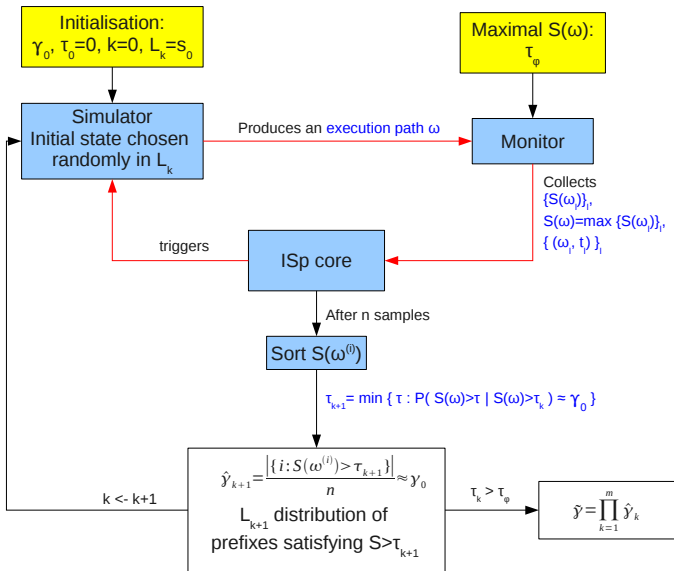 Initialisation:
γ₀, τ₀=0, k=0, Lₖ=s₀
Maximal S(ω):
τᵩ
Simulator
Initial state chosen
randomly in Lₖ
Produces an execution path ω
Monitor
Collects
{S(ωₗ)}ₗ,
S(ω)=max {S(ωₗ)}ₗ,
{ (ωₗ, tₗ) }ₗ
triggers
ISp core
After n samples
Sort S(ω⁽ⁱ⁾)
τₖ₊₁= min { τ : P( S(ω)>τ | S(ω)>τₖ ) ≈ γ₀ }
γ̂ₖ₊₁=|{i:S(ω⁽ⁱ⁾)>τₖ₊₁}|/n≈γ₀
Lₖ₊₁ distribution of
prefixes satisfying S>τₖ₊₁
k <- k+1
τₖ > τᵩ
γ̃=∏ₖ₌₁ᵐ γ̂ₖ